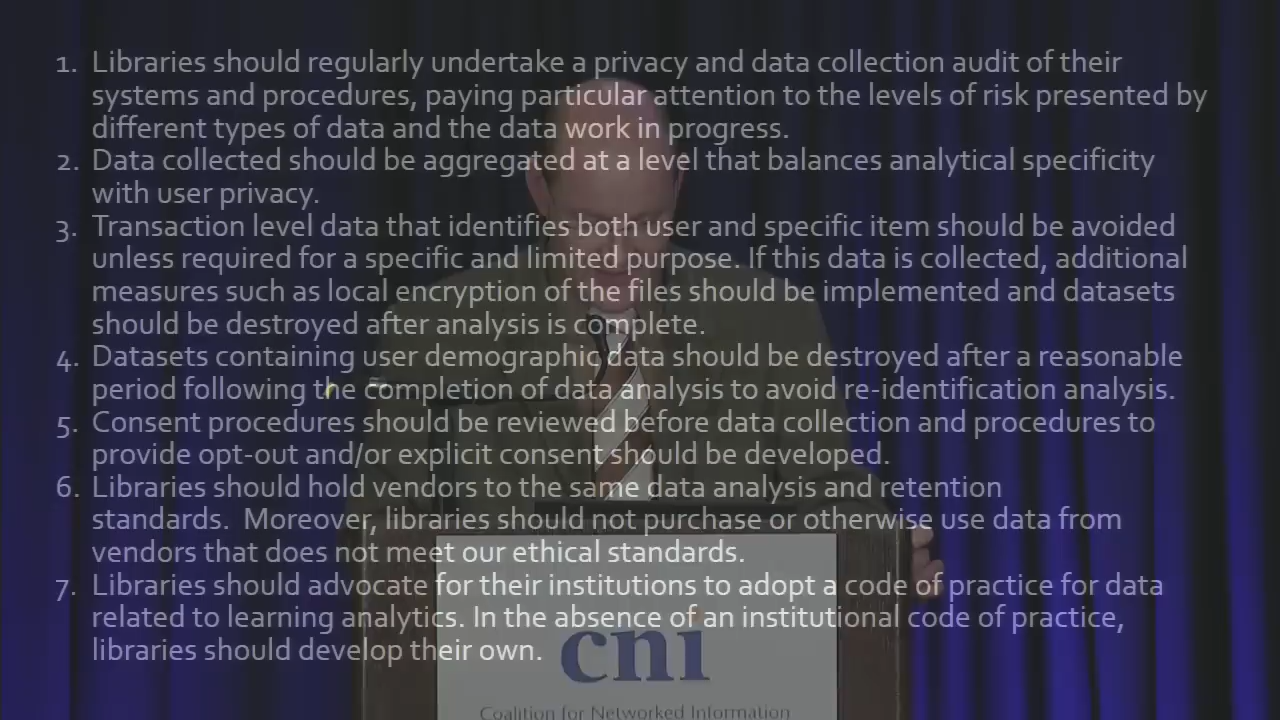 1. Libraries should regularly undertake a privacy and data collection audit of their
systems and procedures, paying particular attention to the levels of risk presented by
different types of data and the data work in progress.
2. Data collected should be aggregated at a level that balances analytical specificity
with user privacy.
3. Transaction level data that identifies both user and specific item should be avoided
unless required for a specific and limited purpose. If this data is collected, additional
measures such as local encryption of the files should be implemented and datasets
should be destroyed after analysis is complete.
4. Datasets containing user demographic data should be destroyed after a reasonable
period following the completion of data analysis to avoid re-identification analysis.
5. Consent procedures should be reviewed before data collection and procedures to
provide opt-out and/or explicit consent should be developed.
6. Libraries should hold vendors to the same data analysis and retention
standards.  Moreover, libraries should not purchase or otherwise use data from
vendors that does not meet our ethical standards.
7. Libraries should advocate for their institutions to adopt a code of practice for data
related to learning analytics. In the absence of an institutional code of practice,
libraries should develop their own.
cni
Coalition for Networked Information